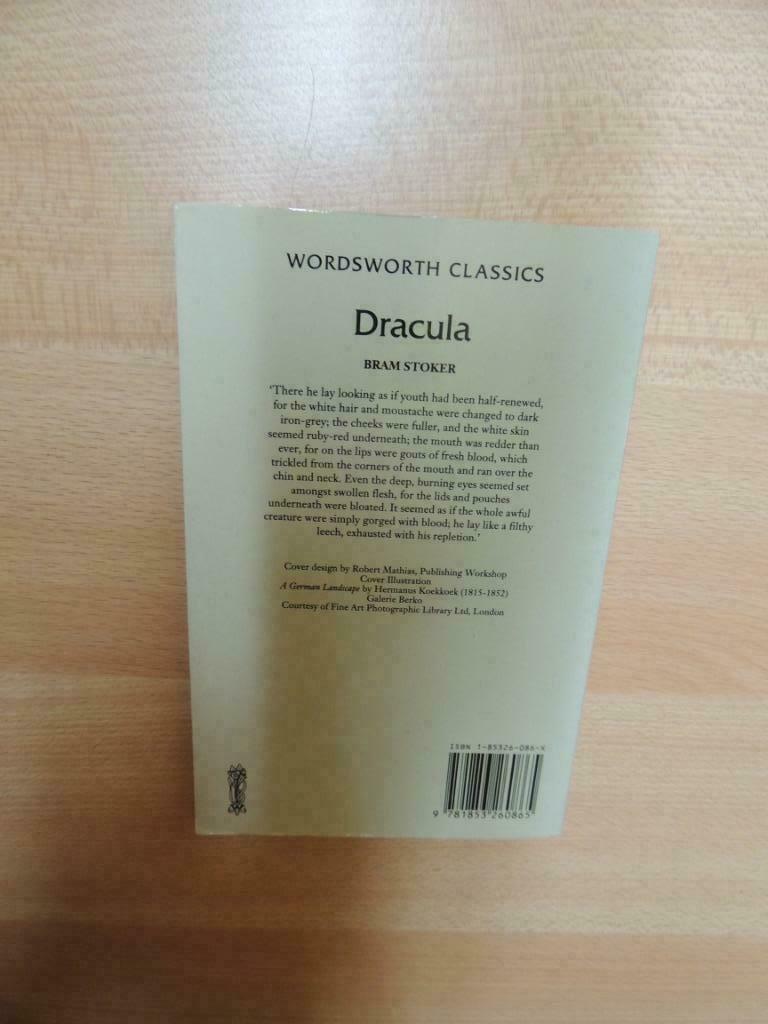 WORDSWORTH CLASSICS
Dracula
BRAM STOKER
'There he lay looking as if youth had been half-renewed,
for the white hair and moustache were changed to dark
iron-grey; the cheeks were fuller, and the white skin
seemed ruby-red underneath; the mouth was redder than
ever, for on the lips were gouts of fresh blood, which
trickled from the corners of the mouth and ran over the
chin and neck. Even the deep, burning eyes seemed set
amongst swollen flesh, for the lids and pouches
underneath were bloated. It seemed as if the whole awful
creature were simply gorged with blood; he lay like a filthy
leech, exhausted with his repletion.'
Cover design by Robert Mathias, Publishing Workshop
Cover Illustration
A German Landscape by Hermanus Koekkoek (1815-1852)
Galerie Berko
Courtesy of Fine Art Photographic Library Ltd, London
ISBN 1-85326-086-X
9 781853 260865